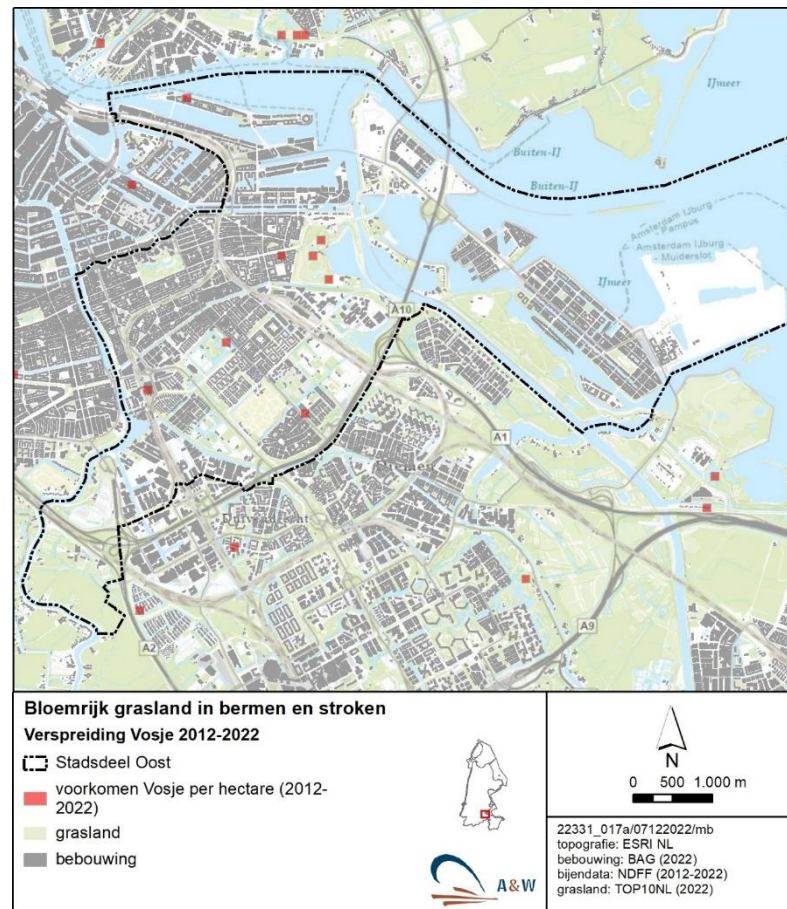 IJmeer
Buiten-IJ
Buiten-IJ
Amsterdam IJburg
- Pampus
Amsterdam IJburg -
Muiderslot
IJmeer
A10
A1
Duivendrecht
A9
A2
Bloemrijk grasland in bermen en stroken
Verspreiding Vosje 2012-2022
Stadsdeel Oost
voorkomen Vosje per hectare (2012-
2022)
grasland
bebouwing
A&W
N
0 500 1.000 m
22331_017a/07122022/mb
topografie: ESRI NL
bebouwing: BAG (2022)
bijendata: NDFF (2012-2022)
grasland: TOP10NL (2022)